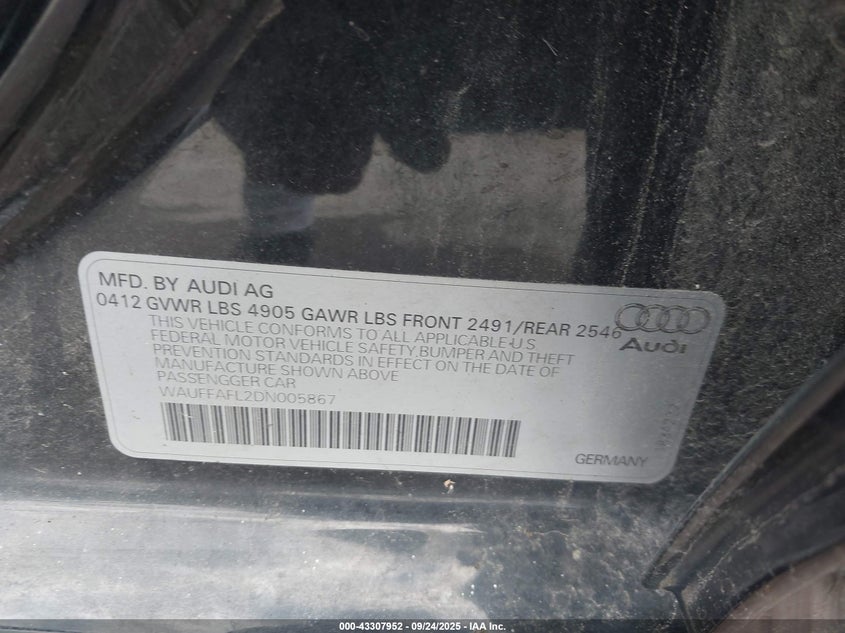 MFD. BY AUDI AG
0412 GVWR LBS 4905 GAWR LBS FRONT 2491/REAR 2546
THIS VEHICLE CONFORMS TO ALL APPLICABLE U.S
FEDERAL MOTOR VEHICLE SAFETY,BUMPER AND THEFT
PREVENTION STANDARDS IN EFFECT ON THE DATE OF
MANUFACTURE SHOWN ABOVE
PASSENGGER CAR
WAUFFAFL2DN005867
Audi
GERMANY
000-43307952 - 09/24/2025 - IAA Inc.